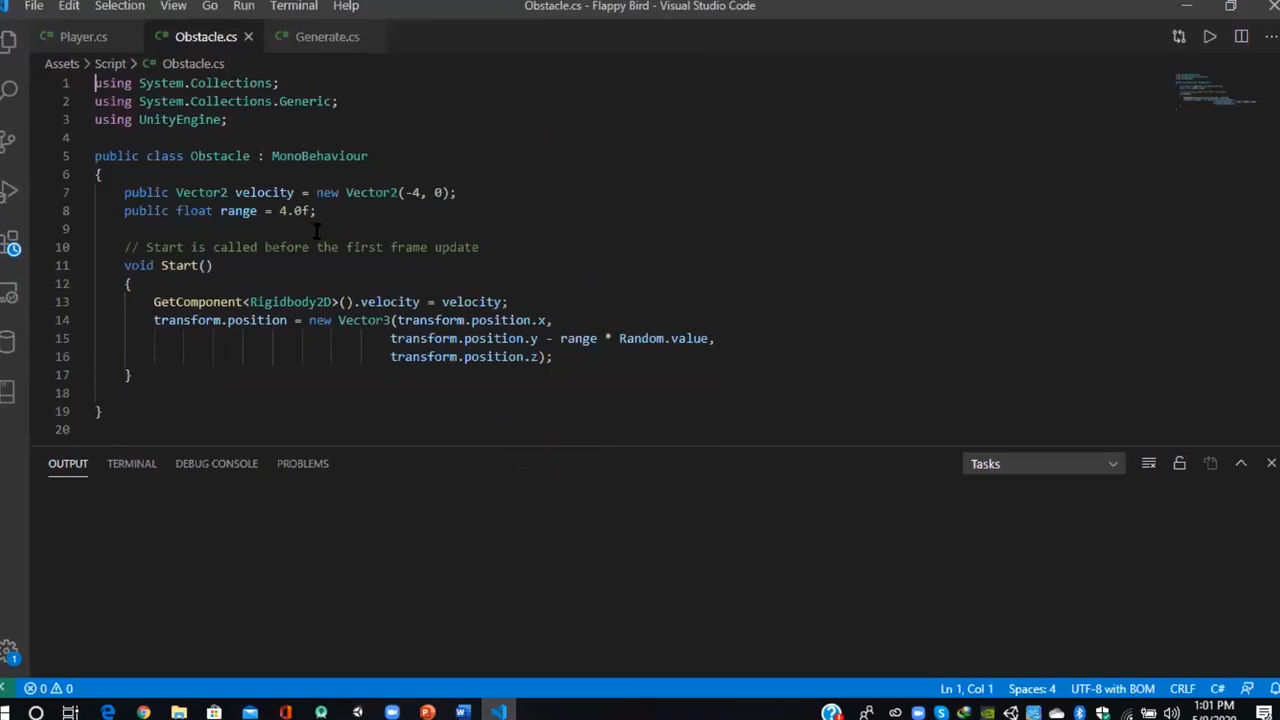 File Edit Selection View Go Run Terminal Help Obstacle.cs - Flappy Bird - Visual Studio Code
Player.cs Obstacle.cs Generate.cs
Assets > Script > Obstacle.cs
1 using System.Collections;
2 using System.Collections.Generic;
3 using UnityEngine;
4
5 public class Obstacle : MonoBehaviour
6 {
7 public Vector2 velocity = new Vector2(-4, 0);
8 public float range = 4.0f;
9
10 // Start is called before the first frame update
11 void Start()
12 {
13 GetComponent<Rigidbody2D>().velocity = velocity;
14 transform.position = new Vector3(transform.position.x,
15 transform.position.y - range * Random.value,
16 transform.position.z);
17 }
18
19 }
20
OUTPUT TERMINAL DEBUG CONSOLE PROBLEMS Tasks
1
0 0 Ln 1, Col 1 Spaces: 4 UTF-8 with BOM CRLF C#
1:01 PM